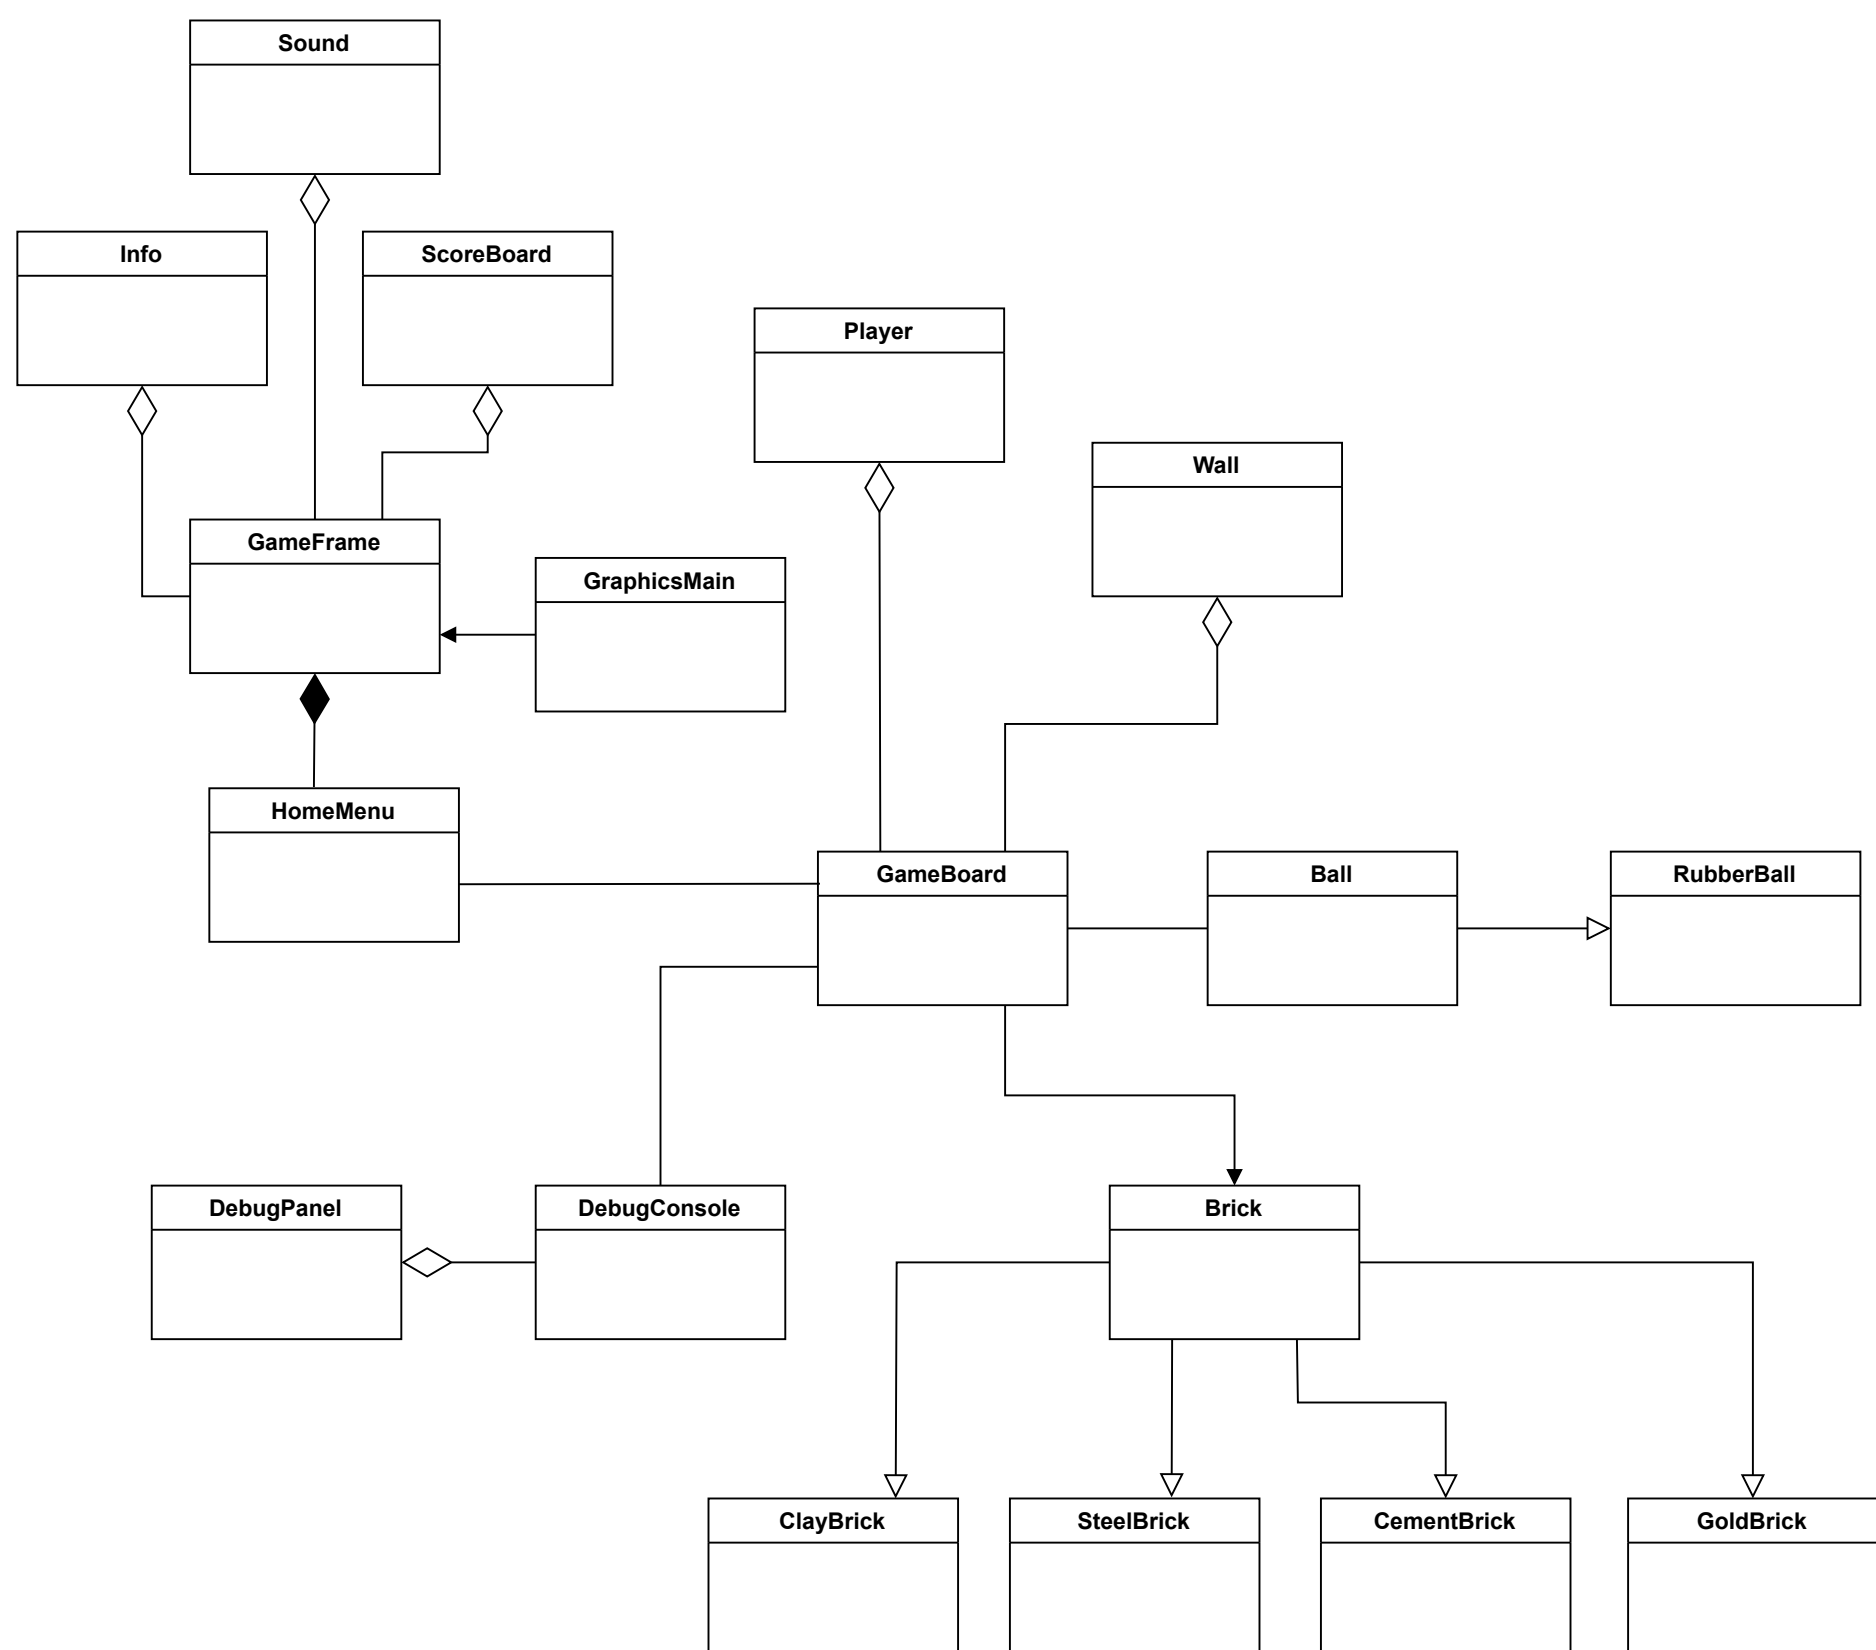 Sound
Info
ScoreBoard
Player
Wall
GameFrame
GraphicsMain
HomeMenu
GameBoard
Ball
RubberBall
DebugPanel
DebugConsole
Brick
ClayBrick
SteelBrick
CementBrick
GoldBrick